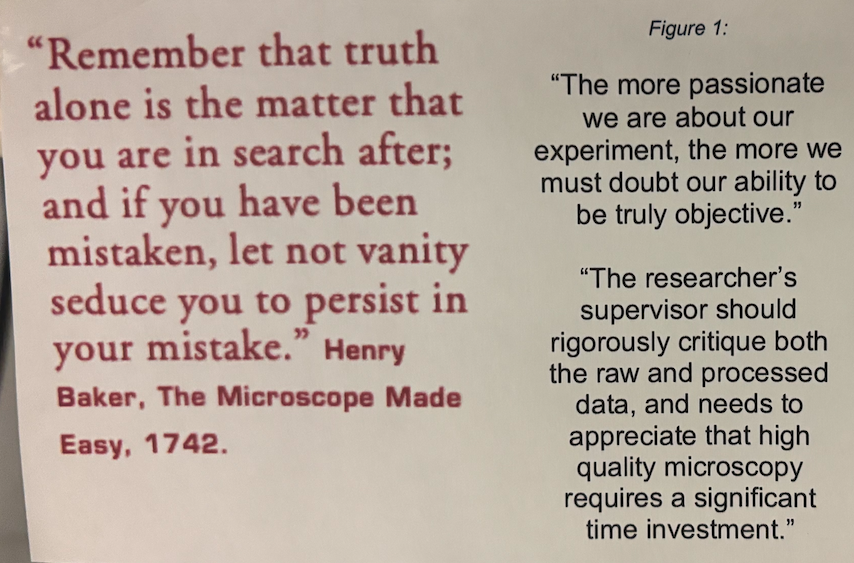 “Remember that truth
alone is the matter that
you are in search after;
and if you have been
mistaken, let not vanity
seduce you to persist in
your mistake.” Henry
Baker, The Microscope Made
Easy, 1742.
Figure 1:
“The more passionate
we are about our
experiment, the more we
must doubt our ability to
be truly objective.”
“The researcher’s
supervisor should
rigorously critique both
the raw and processed
data, and needs to
appreciate that high
quality microscopy
requires a significant
time investment.”